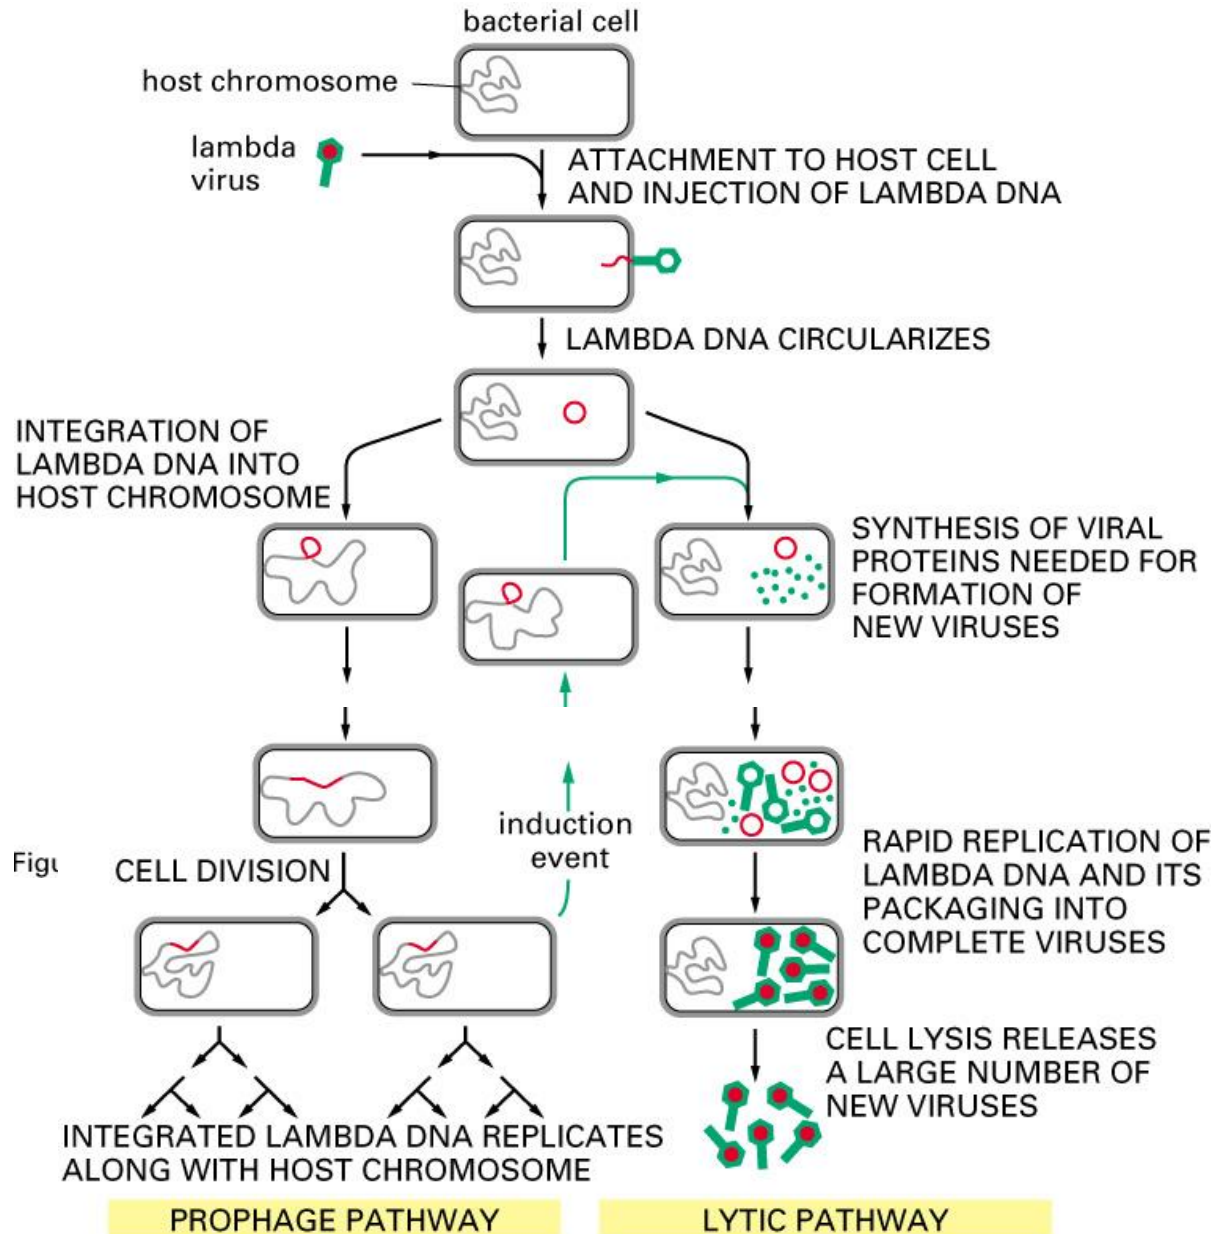 bacterial cell
host chromosome
lambda
virus
ATTACHMENT TO HOST CELL
AND INJECTION OF LAMBDA DNA
LAMBDA DNA CIRCULARIZES
INTEGRATION OF
LAMBDA DNA INTO
HOST CHROMOSOME
SYNTHESIS OF VIRAL
PROTEINS NEEDED FOR
FORMATION OF
NEW VIRUSES
induction
event
Figu
CELL DIVISION
RAPID REPLICATION OF
LAMBDA DNA AND ITS
PACKAGING INTO
COMPLETE VIRUSES
CELL LYSIS RELEASES
A LARGE NUMBER OF
NEW VIRUSES
INTEGRATED LAMBDA DNA REPLICATES
ALONG WITH HOST CHROMOSOME
PROPHAGE PATHWAY
LYTIC PATHWAY